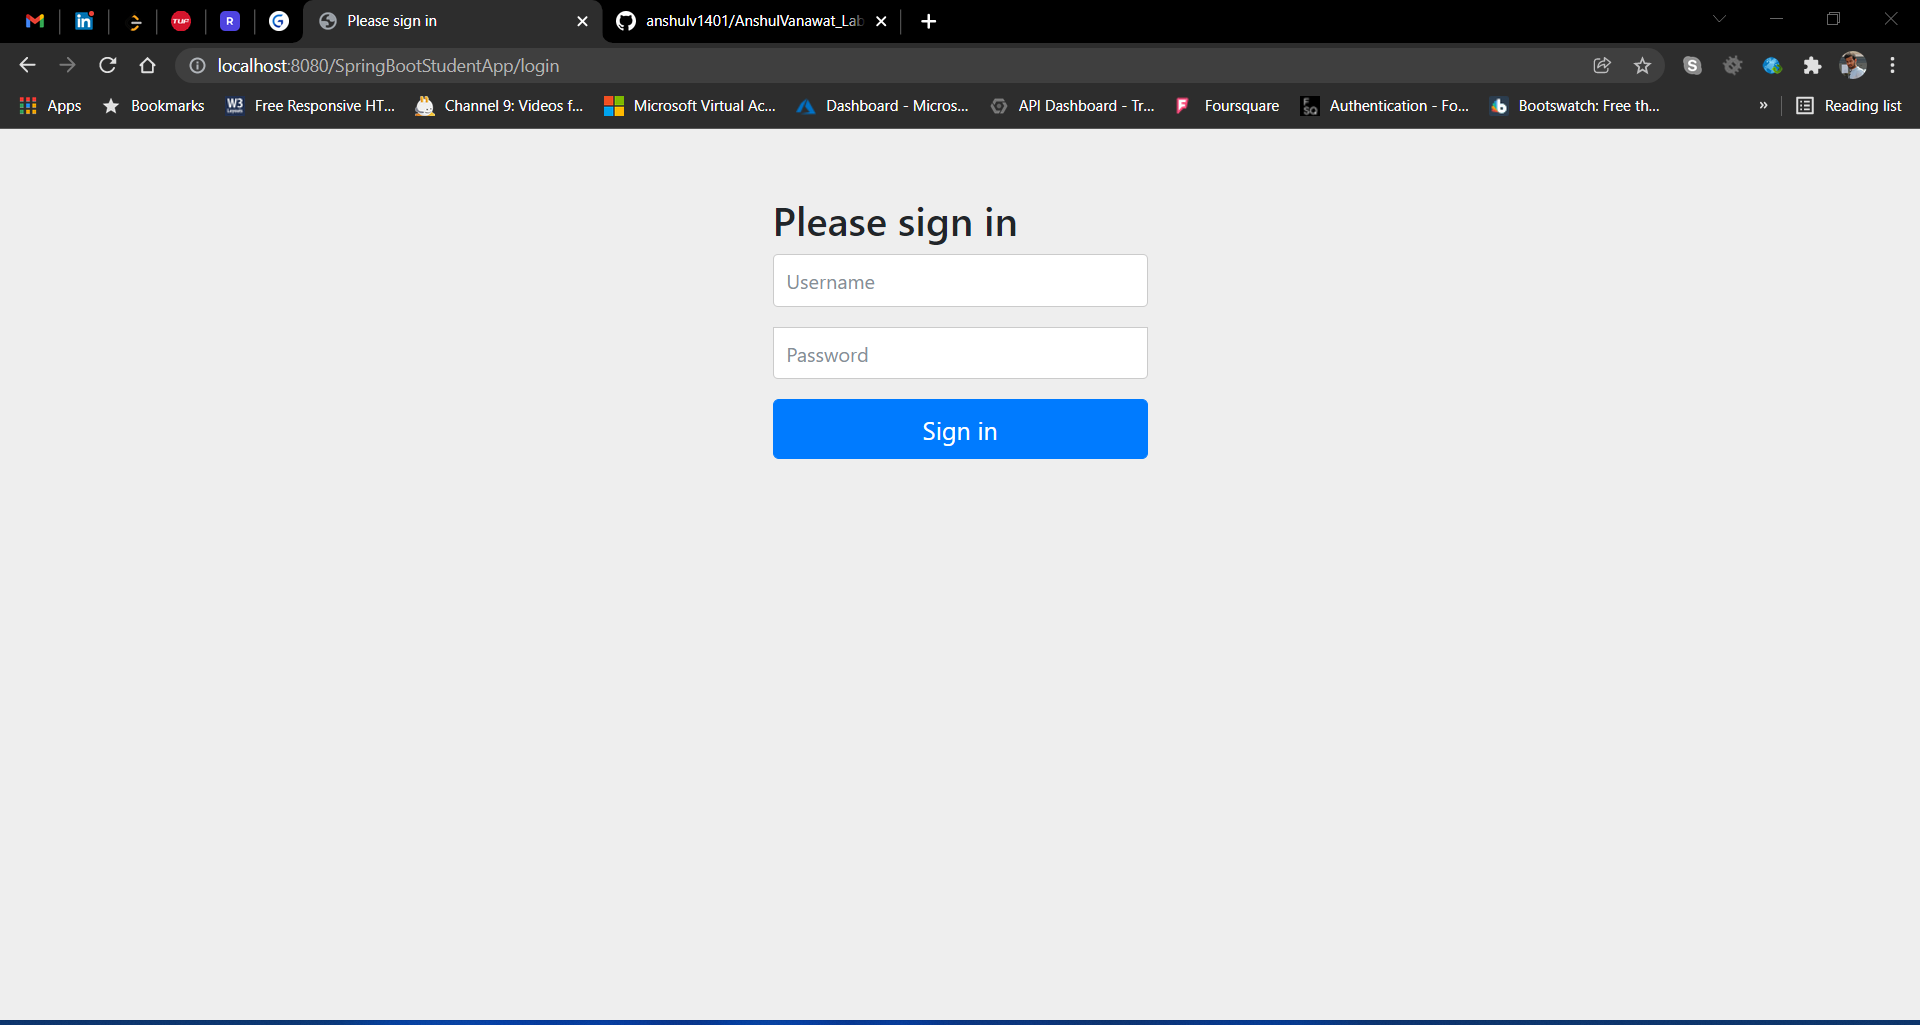 Please sign in
anshulv1401/AnshulVanawat_Lab
localhost:8080/SpringBootStudentApp/login
Apps Bookmarks W3 Free Responsive HT... Channel 9: Videos f... Microsoft Virtual Ac... Dashboard - Micros... API Dashboard - Tr... Foursquare Authentication - Fo... Bootswatch: Free th... » Reading list
Please sign in
Username
Password
Sign in